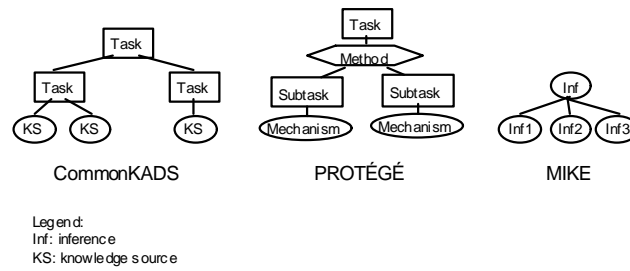 Task
Task Task
KS KS KS
CommonKADS
Task
Method
Subtask Subtask
Mechanism Mechanism
PROTÉGÉ
Inf
Inf1 Inf2 Inf3
MIKE
Legend:
Inf: inference
KS: knowledge source